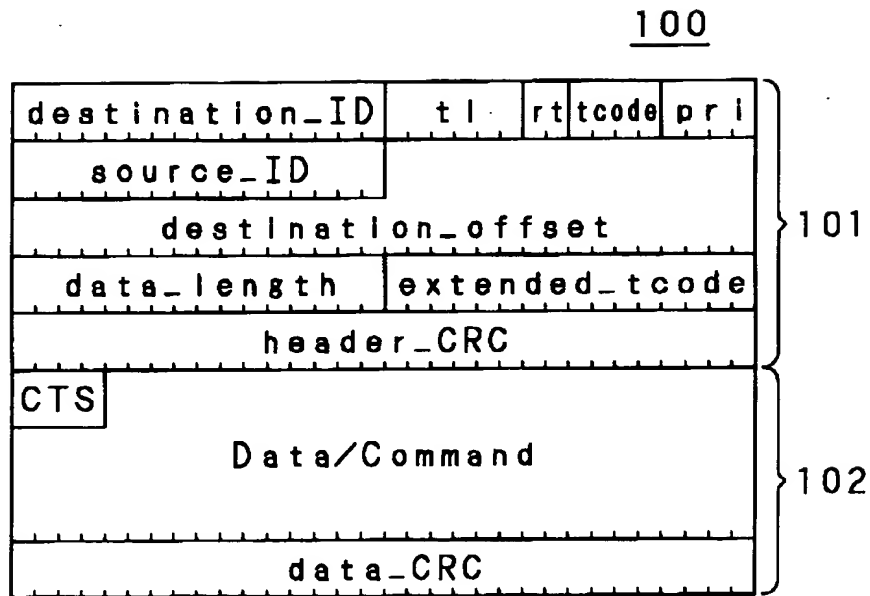 100
destination_ID tl rt tcode pri
source_ID
destination_offset
101
data_length extended_tcode
header_CRC
CTS
Data/Command
102
data_CRC